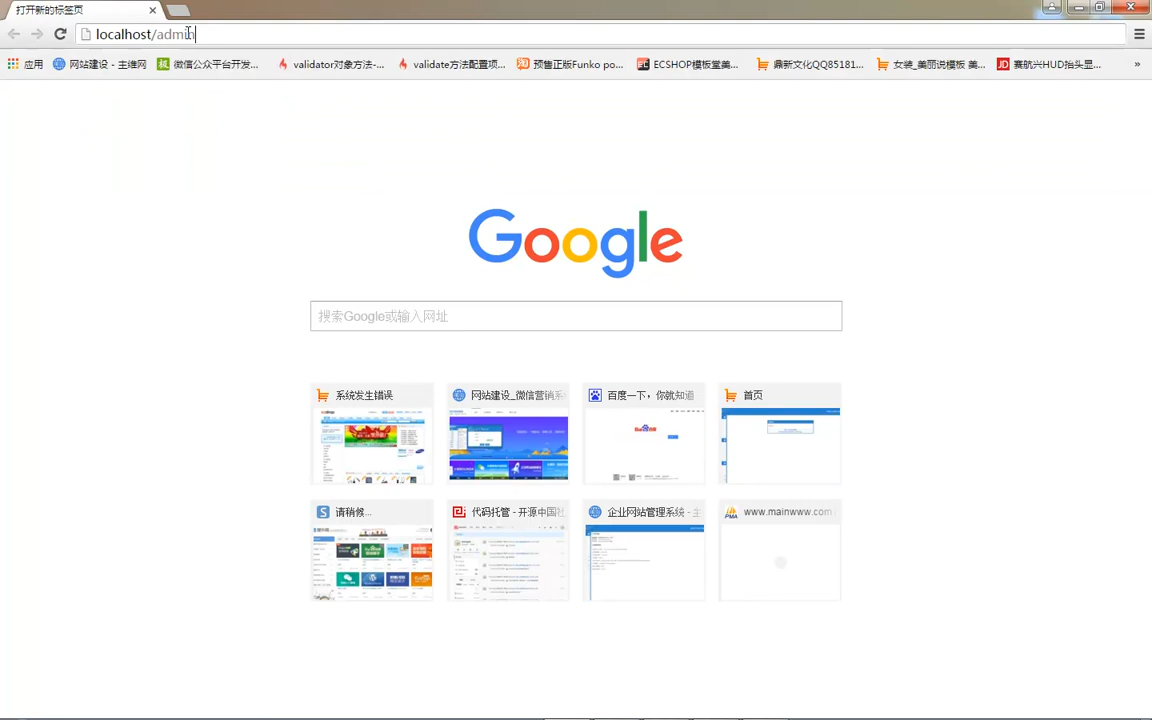 打开新的标签页
localhost/admin
应用
网站建设 - 主维网
微信公众平台开发...
validator对象方法-...
validate方法配置项...
预售正版Funko po...
ECSHOP模板堂美...
鼎新文化QQ85181...
女装_美丽说模板 美...
赛航兴HUD抬头显...
»
Google
搜索Google或输入网址
系统发生错误
网站建设_微信营销系
百度一下，你就知道
首页
请稍候...
代码托管 - 开源中国社
企业网站管理系统 - 主
PMA
www.mainwww.com